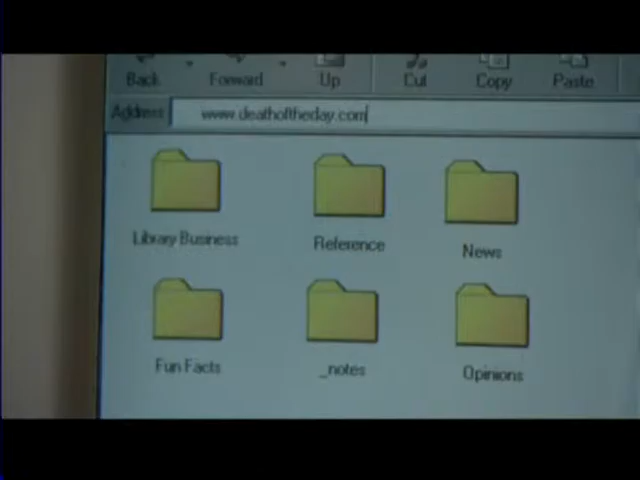 Back Forward Up Cut Copy Paste
Address www.deathoftheday.com
Library Business Reference News
Fun Facts _notes Opinions